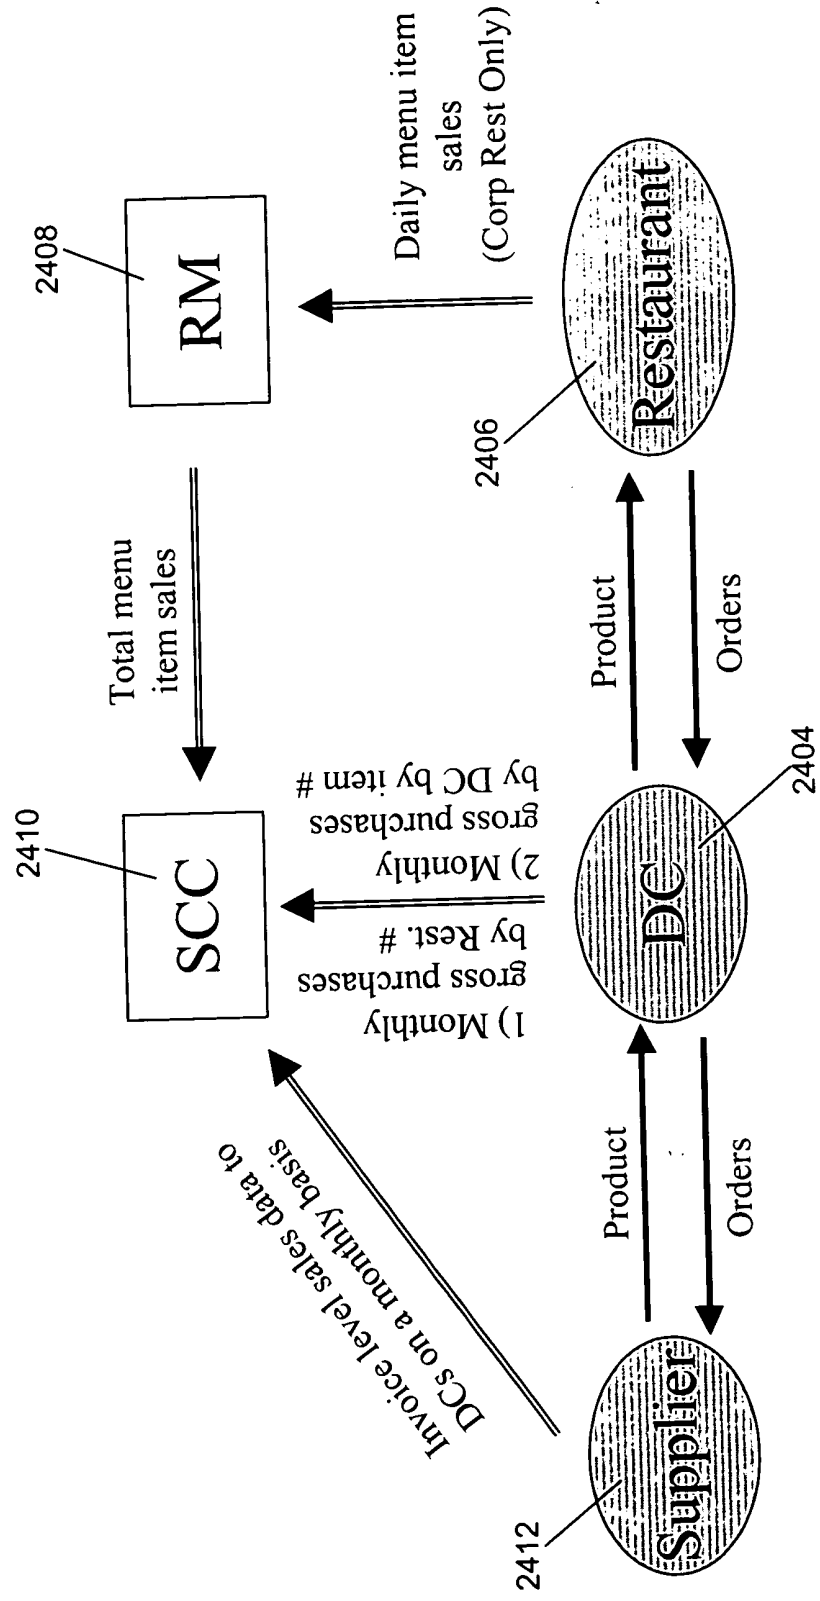 2410
SCC
Total menu
item sales
2408
RM
Invoice level sales data to
DCs on a monthly basis
1) Monthly
gross purchases
by Rest. #
2) Monthly
gross purchases
by DC by item #
Daily menu item
sales
(Corp Rest Only)
2412
Supplier
Product
Orders
DC
2404
Product
Orders
2406
Restaurant